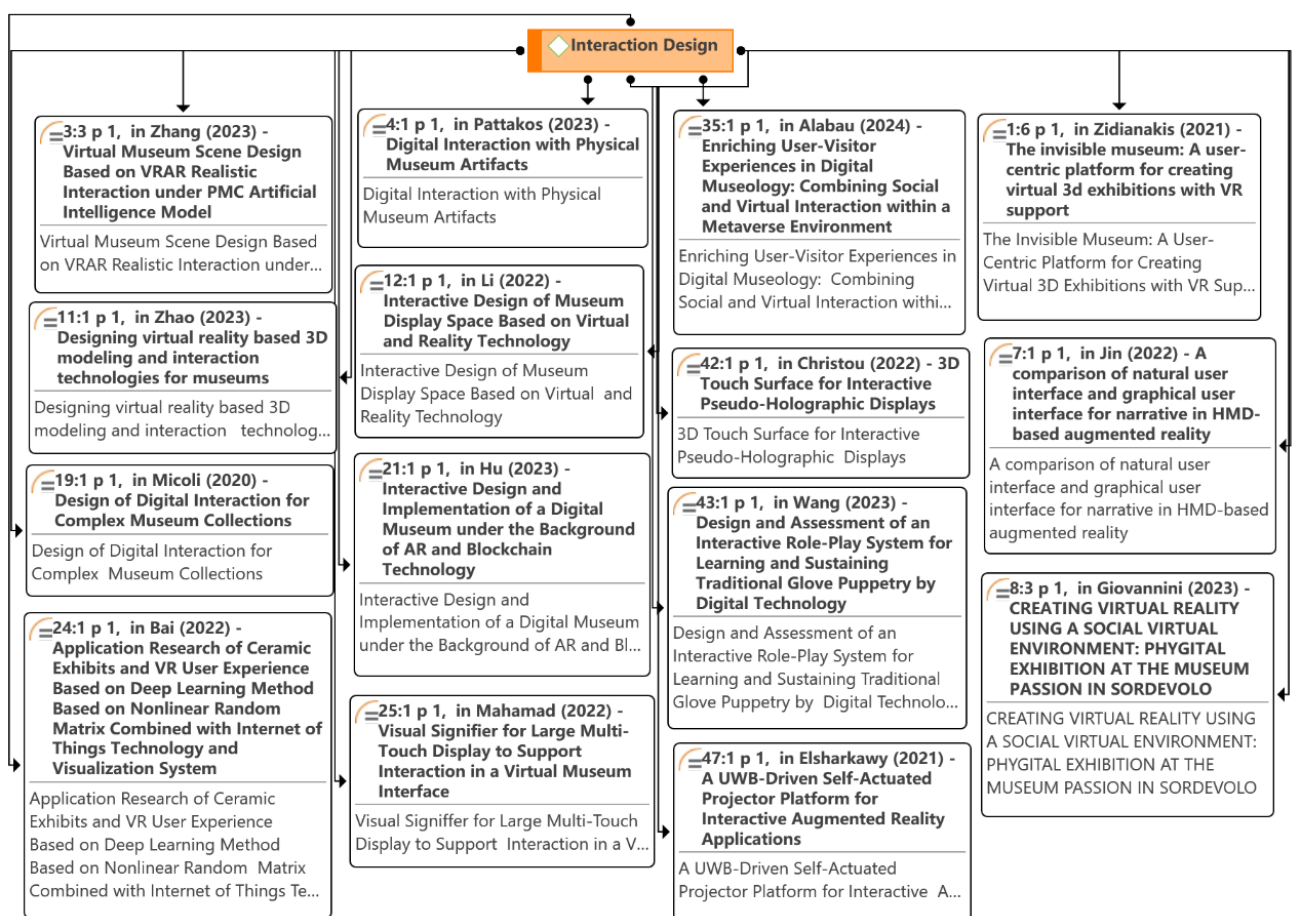 Interaction Design
3:3 p 1, in Zhang (2023) -
Virtual Museum Scene Design
Based on VRAR Realistic
Interaction under PMC Artificial
Intelligence Model
Virtual Museum Scene Design Based
on VRAR Realistic Interaction under...
11:1 p 1, in Zhao (2023) -
Designing virtual reality based 3D
modeling and interaction
technologies for museums
Designing virtual reality based 3D
modeling and interaction technolog...
19:1 p 1, in Micoli (2020) -
Design of Digital Interaction for
Complex Museum Collections
Design of Digital Interaction for
Complex Museum Collections
24:1 p 1, in Bai (2022) -
Application Research of Ceramic
Exhibits and VR User Experience
Based on Deep Learning Method
Based on Nonlinear Random
Matrix Combined with Internet of
Things Technology and
Visualization System
Application Research of Ceramic
Exhibits and VR User Experience
Based on Deep Learning Method
Based on Nonlinear Random Matrix
Combined with Internet of Things Te...
4:1 p 1, in Pattakos (2023) -
Digital Interaction with Physical
Museum Artifacts
Digital Interaction with Physical
Museum Artifacts
12:1 p 1, in Li (2022) -
Interactive Design of Museum
Display Space Based on Virtual
and Reality Technology
Interactive Design of Museum
Display Space Based on Virtual and
Reality Technology
21:1 p 1, in Hu (2023) -
Interactive Design and
Implementation of a Digital
Museum under the Background
of AR and Blockchain
Technology
Interactive Design and
Implementation of a Digital Museum
under the Background of AR and Bl...
25:1 p 1, in Mahamad (2022) -
Visual Signifier for Large Multi-
Touch Display to Support
Interaction in a Virtual Museum
Interface
Visual Signiffer for Large Multi-Touch
Display to Support Interaction in a V...
35:1 p 1, in Alabau (2024) -
Enriching User-Visitor
Experiences in Digital
Museology: Combining Social
and Virtual Interaction within a
Metaverse Environment
Enriching User-Visitor Experiences in
Digital Museology: Combining
Social and Virtual Interaction withi...
42:1 p 1, in Christou (2022) - 3D
Touch Surface for Interactive
Pseudo-Holographic Displays
3D Touch Surface for Interactive
Pseudo-Holographic Displays
43:1 p 1, in Wang (2023) -
Design and Assessment of an
Interactive Role-Play System for
Learning and Sustaining
Traditional Glove Puppetry by
Digital Technology
Design and Assessment of an
Interactive Role-Play System for
Learning and Sustaining Traditional
Glove Puppetry by Digital Technolo...
47:1 p 1, in Elsharkawy (2021) -
A UWB-Driven Self-Actuated
Projector Platform for
Interactive Augmented Reality
Applications
A UWB-Driven Self-Actuated
Projector Platform for Interactive A...
1:6 p 1, in Zidianakis (2021) -
The invisible museum: A user-
centric platform for creating
virtual 3d exhibitions with VR
support
The Invisible Museum: A User-
Centric Platform for Creating
Virtual 3D Exhibitions with VR Sup...
7:1 p 1, in Jin (2022) - A
comparison of natural user
interface and graphical user
interface for narrative in HMD-
based augmented reality
A comparison of natural user
interface and graphical user
interface for narrative in HMD-based
augmented reality
8:3 p 1, in Giovannini (2023) -
CREATING VIRTUAL REALITY
USING A SOCIAL VIRTUAL
ENVIRONMENT: PHYGITAL
EXHIBITION AT THE MUSEUM
PASSION IN SORDEVOLO
CREATING VIRTUAL REALITY USING
A SOCIAL VIRTUAL ENVIRONMENT:
PHYGITAL EXHIBITION AT THE
MUSEUM PASSION IN SORDEVOLO